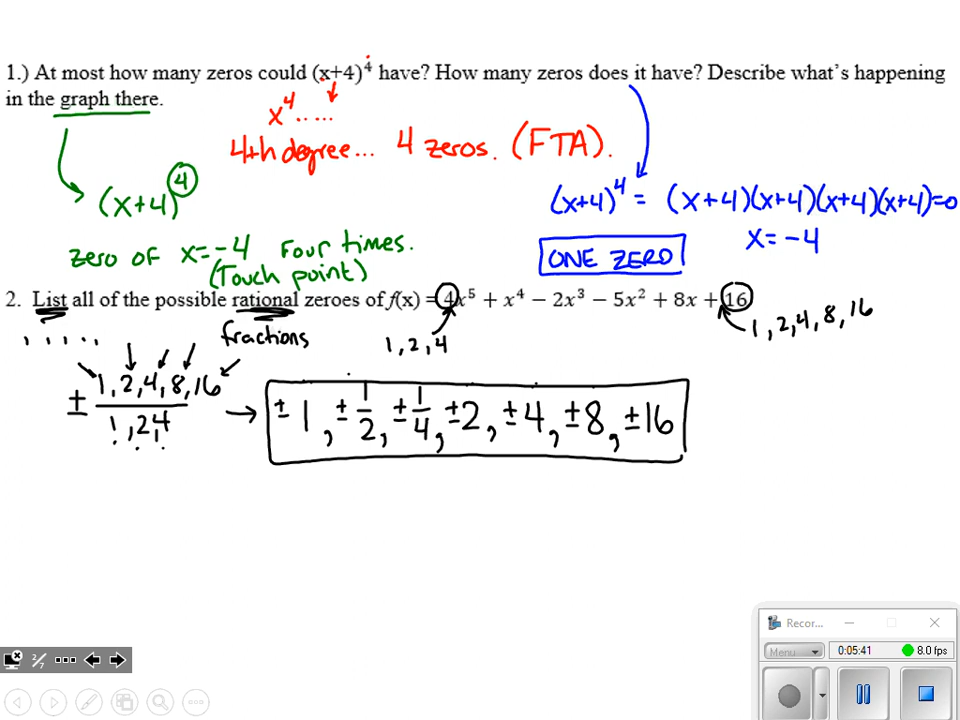 1.) At most how many zeros could (x+4)⁴ have? How many zeros does it have? Describe what's happening
in the graph there.
x⁴.. ...
4th degree... 4 zeros. (FTA).
(x+4)⁴
(x+4)⁴ = (x+4)(x+4)(x+4)(x+4)=0
x=-4
ONE ZERO
zero of x=-4 Four times.
(Touch point)
2. List all of the possible rational zeroes of f(x) = 4x⁵ + x⁴ − 2x³ − 5x² + 8x + 16
1, 2, 4
1, 2, 4, 8, 16
fractions
± 1, 2, 4, 8, 16
1, 2, 4
± 1, ± 1/2, ± 1/4, ± 2, ± 4, ± 8, ± 16
Recor...
Menu
0:05:41
8.0 fps
2/7